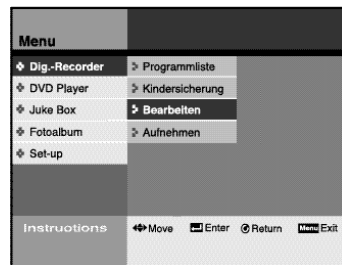 Menu
Dig.-Recorder
DVD Player
Juke Box
Fotoalbum
Set-up
Programmliste
Kindersicherung
Bearbeiten
Aufnehmen
Instructions
Move Enter Return Menu Exit